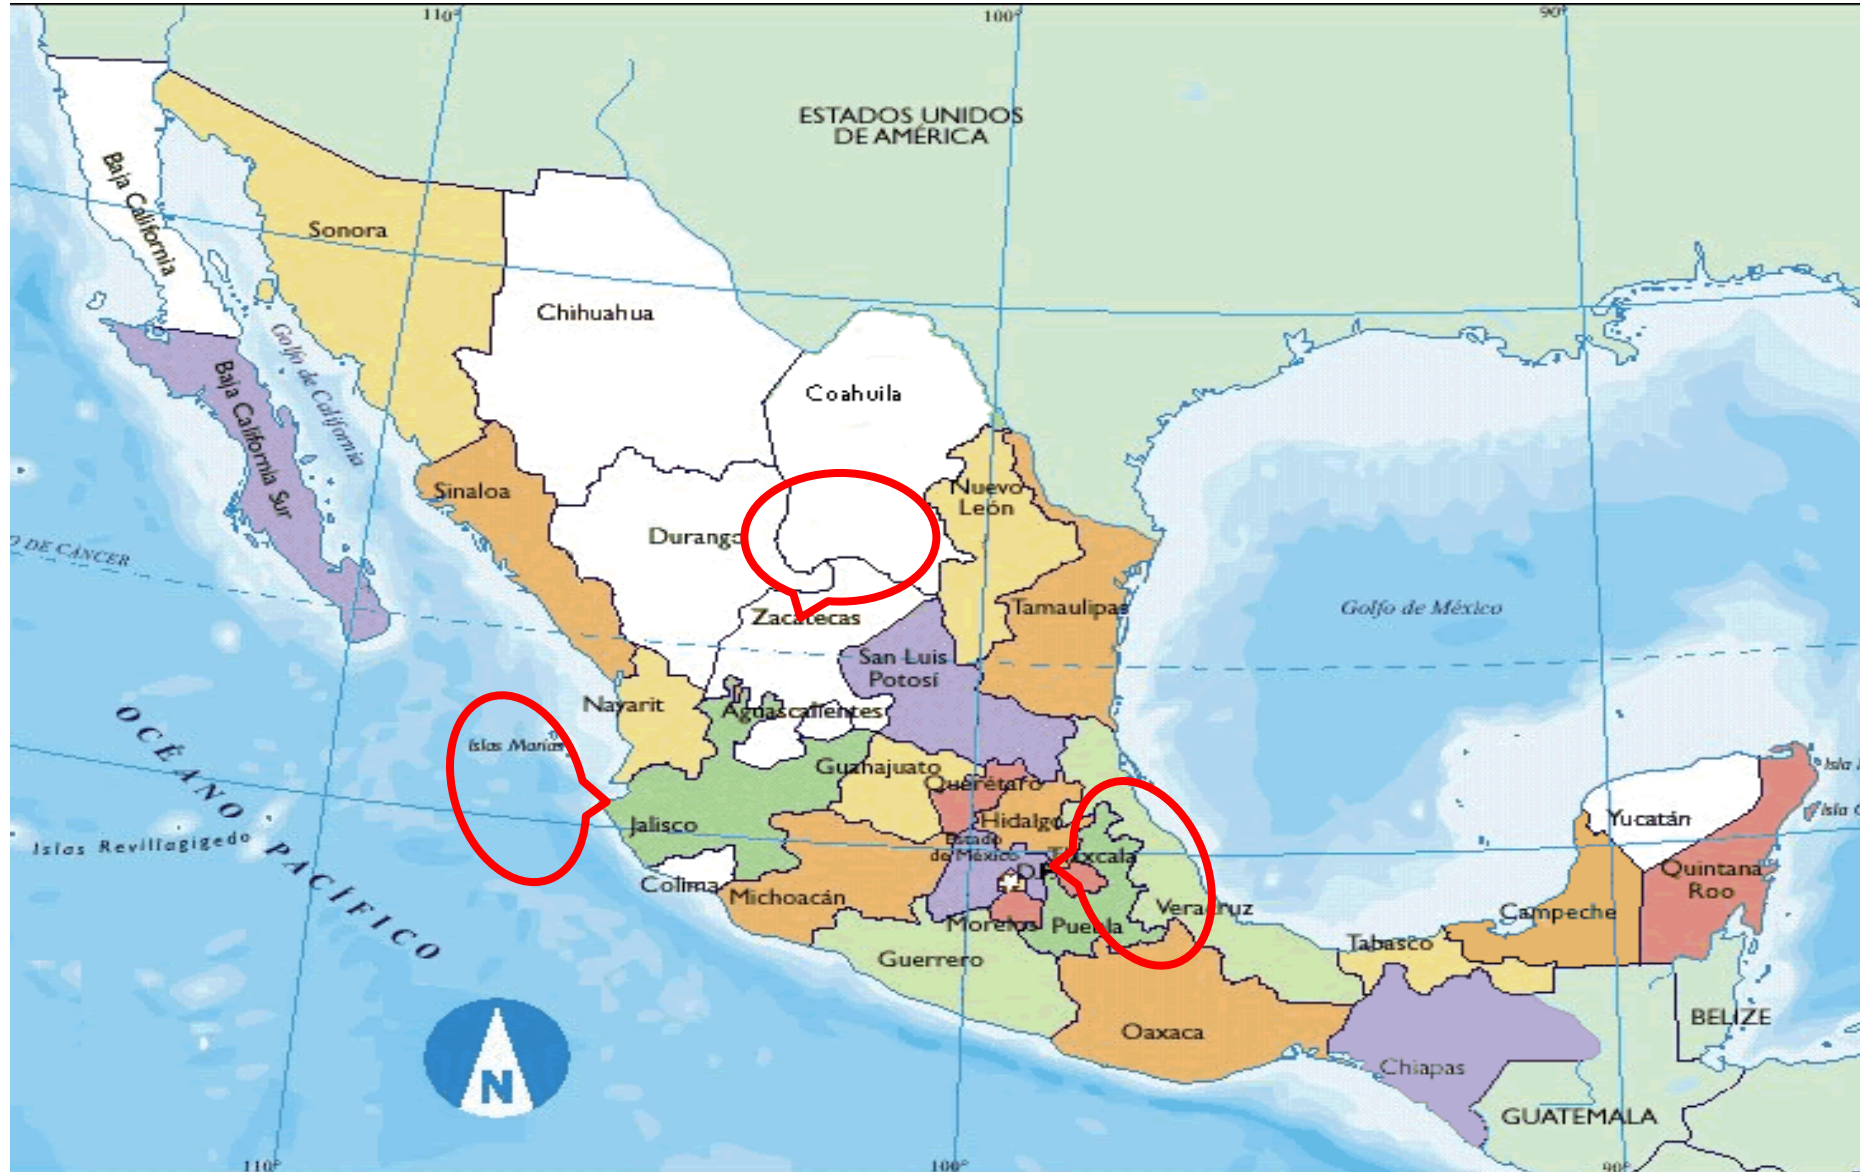 110°
100°
90°
ESTADOS UNIDOS
DE AMÉRICA
Baja California
Sonora
Chihuahua
Golfo de California
Coahuila
Baja California Sur
Sinaloa
Nuevo
León
Durango
O DE CÁNCER
Zacatecas
Tamaulipas
Golfo de México
San Luis
Potosí
Nayarit
Aguascalientes
Islas Marías
OCÉANO PACÍFICO
Guanajuato
Querétaro
Isla
Jalisco
Hidalgo
Isla C
Yucatán
Islas Revillagigedo
Estado
de México
Tlaxcala
D.F
Colima
Michoacán
Quintana
Roo
Veracruz
Campeche
Morelos
Puebla
Tabasco
Guerrero
Oaxaca
BELIZE
Chiapas
N
GUATEMALA
110°
100°
90°